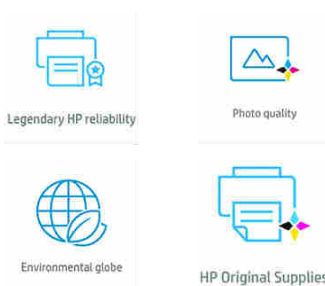 Legendary HP reliability
Photo quality
Environmental globe
HP Original Supplies